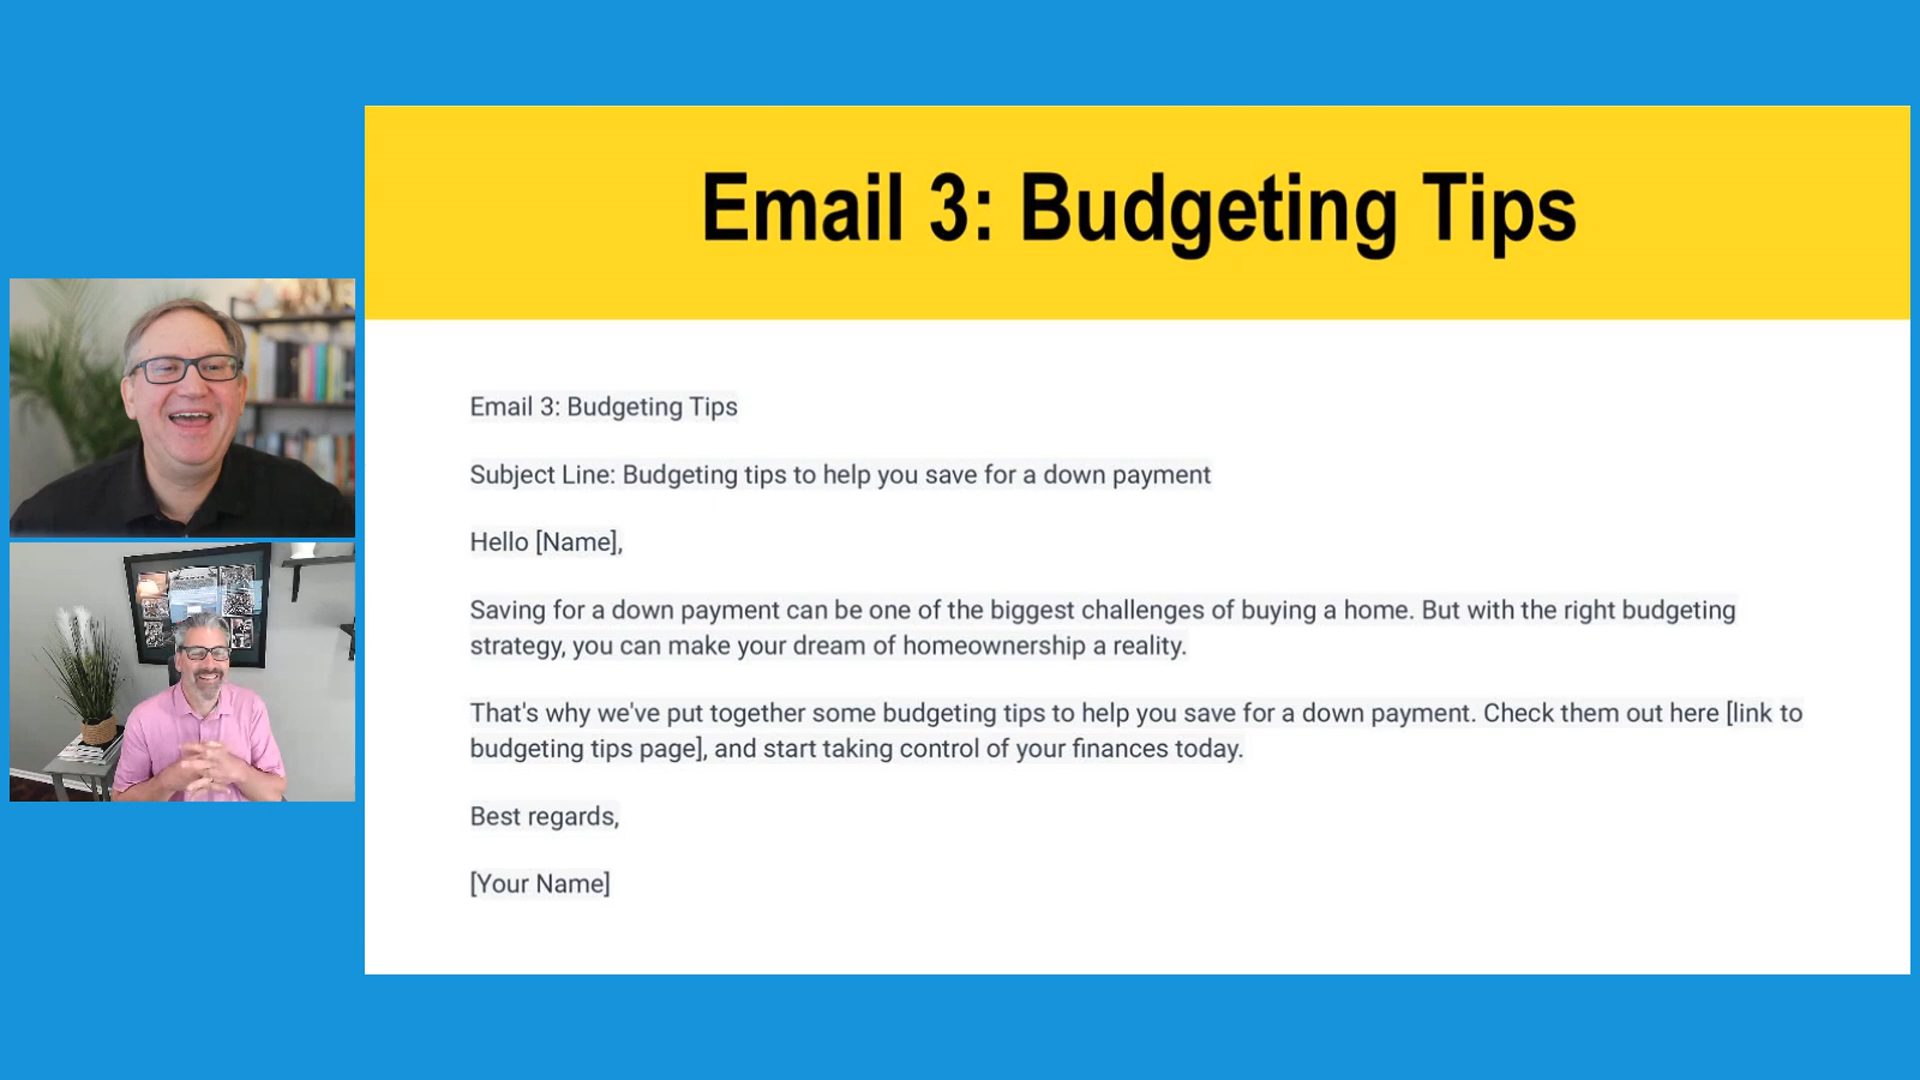 Email 3: Budgeting Tips
Email 3: Budgeting Tips
Subject Line: Budgeting tips to help you save for a down payment
Hello [Name],
Saving for a down payment can be one of the biggest challenges of buying a home. But with the right budgeting
strategy, you can make your dream of homeownership a reality.
That's why we've put together some budgeting tips to help you save for a down payment. Check them out here [link to
budgeting tips page], and start taking control of your finances today.
Best regards,
[Your Name]